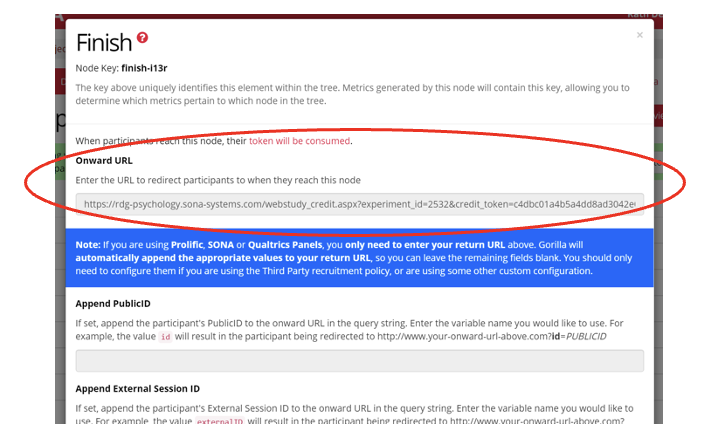 Finish ?
×
Node Key: finish-i13r
The key above uniquely identifies this element within the tree. Metrics generated by this node will contain this key, allowing you to
determine which metrics pertain to which node in the tree.
When participants reach this node, their token will be consumed.
Onward URL
Enter the URL to redirect participants to when they reach this node
https://rdg-psychology.sona-systems.com/webstudy_credit.aspx?experiment_id=2532&credit_token=c4dbc01a4b5a4dd8ad3042e
Note: If you are using Prolific, SONA or Qualtrics Panels, you only need to enter your return URL above. Gorilla will
automatically append the appropriate values to your return URL, so you can leave the remaining fields blank. You should only
need to configure them if you are using the Third Party recruitment policy, or are using some other custom configuration.
Append PublicID
If set, append the participant's PublicID to the onward URL in the query string. Enter the variable name you would like to use. For
example, the value id will result in the participant being redirected to http://www.your-onward-url-above.com?id=PUBLICID
Append External Session ID
If set, append the participant's External Session ID to the onward URL in the query string. Enter the variable name you would like to
use. For example, the value externalID will result in the participant being redirected to http://www.your-onward-url-above.com?